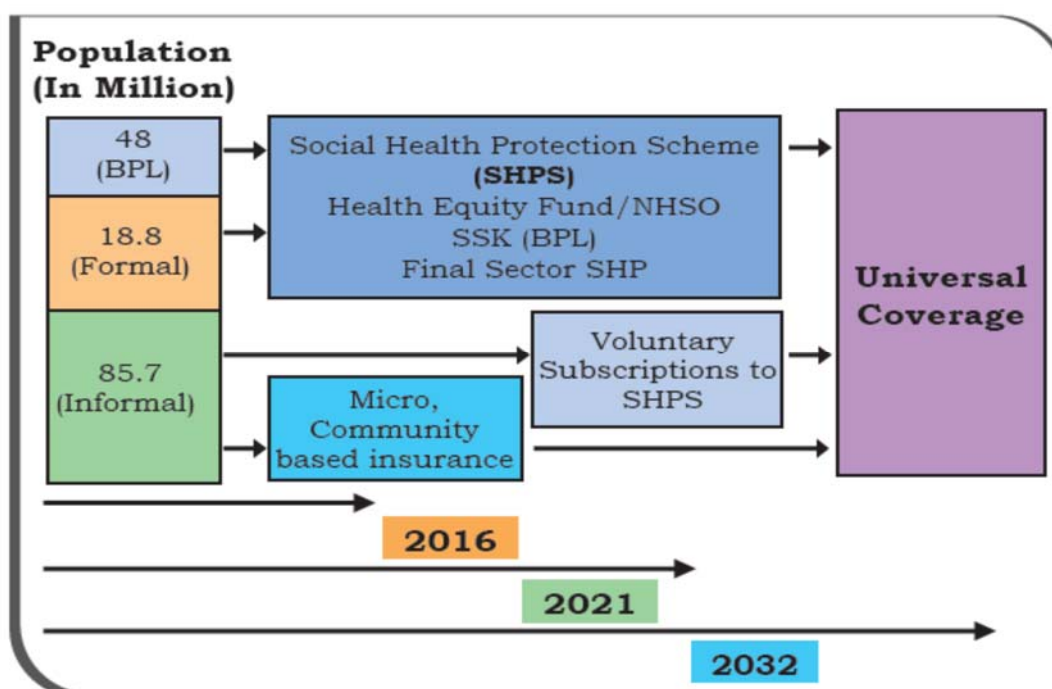 Population
(In Million)
48
(BPL)
18.8
(Formal)
85.7
(Informal)
Social Health Protection Scheme
(SHPS)
Health Equity Fund/NHSO
SSK (BPL)
Final Sector SHP
Voluntary
Subscriptions to
SHPS
Micro,
Community
based insurance
Universal
Coverage
2016
2021
2032